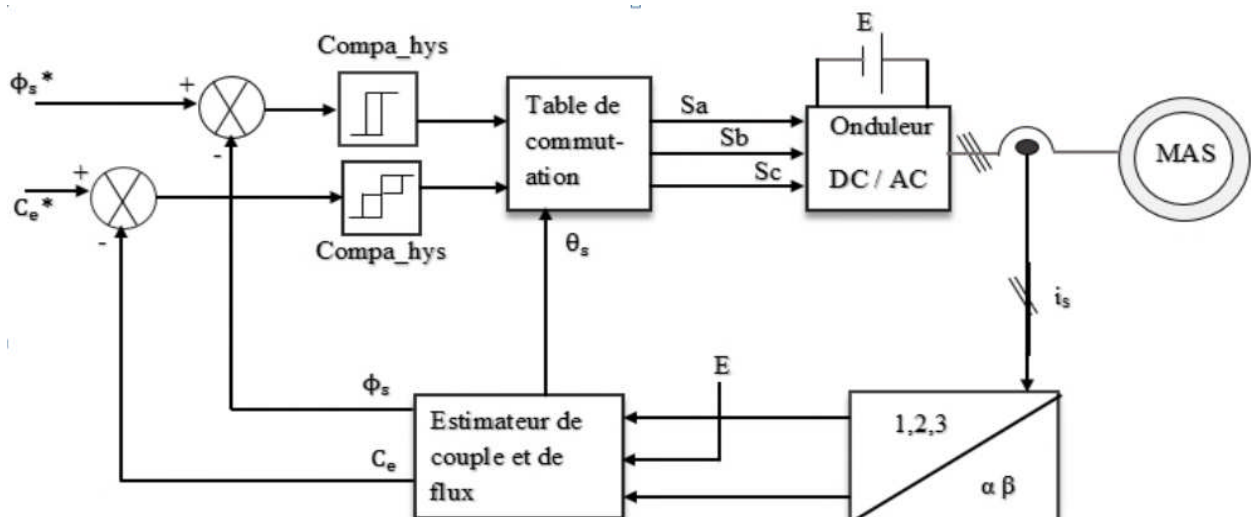 E
Compa_hys
ϕs*
+
-
Table de
commut-
ation
Sa
Sb
Sc
Onduleur
DC / AC
MAS
+
Ce*
-
Compa_hys
θs
is
ϕs
E
Ce
Estimateur de
couple et de
flux
1,2,3
α β